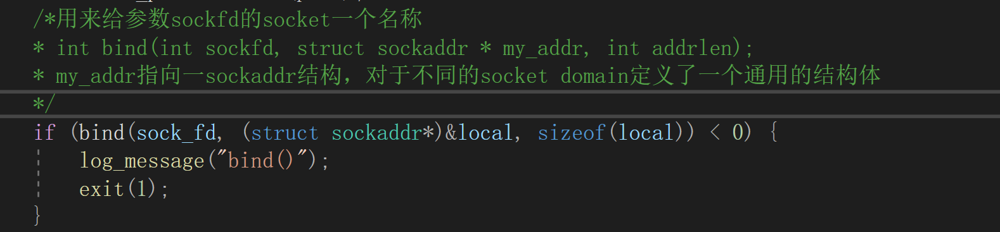 /*用来给参数sockfd的socket一个名称
* int bind(int sockfd, struct sockaddr * my_addr, int addrlen);
* my_addr指向一sockaddr结构，对于不同的socket domain定义了一个通用的结构体
*/
if (bind(sock_fd, (struct sockaddr*)&local, sizeof(local)) < 0) {
log_message("bind()");
exit(1);
}